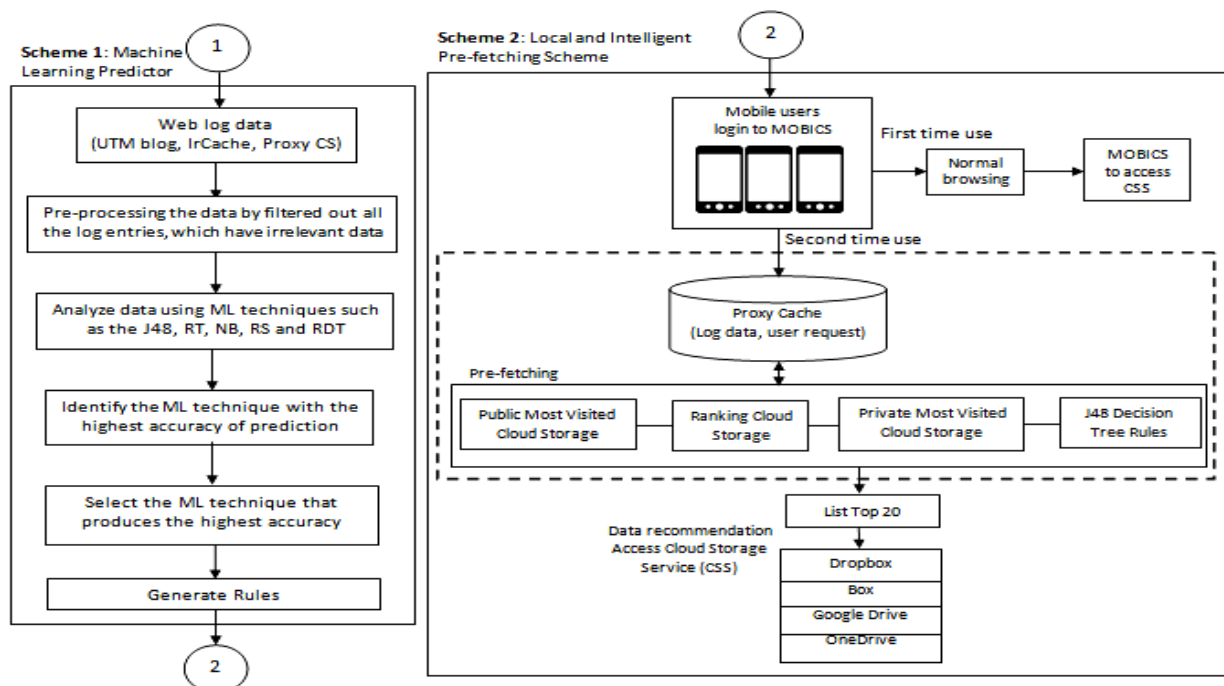 1
Scheme 1: Machine
Learning Predictor
Web log data
(UTM blog, IrCache, Proxy CS)
Pre-processing the data by filtered out all
the log entries, which have irrelevant data
Analyze data using ML techniques such
as the J48, RT, NB, RS and RDT
Identify the ML technique with the
highest accuracy of prediction
Select the ML technique that
produces the highest accuracy
Generate Rules
2
Scheme 2: Local and Intelligent
Pre-fetching Scheme
2
Mobile users
login to MOBICS
First time use
Normal
browsing
MOBICS
to access
CSS
Second time use
Proxy Cache
(Log data, user request)
Pre-fetching
Public Most Visited
Cloud Storage
Ranking Cloud
Storage
Private Most Visited
Cloud Storage
J48 Decision
Tree Rules
List Top 20
Data recommendation
Access Cloud Storage
Service (CSS)
Dropbox
Box
Google Drive
OneDrive